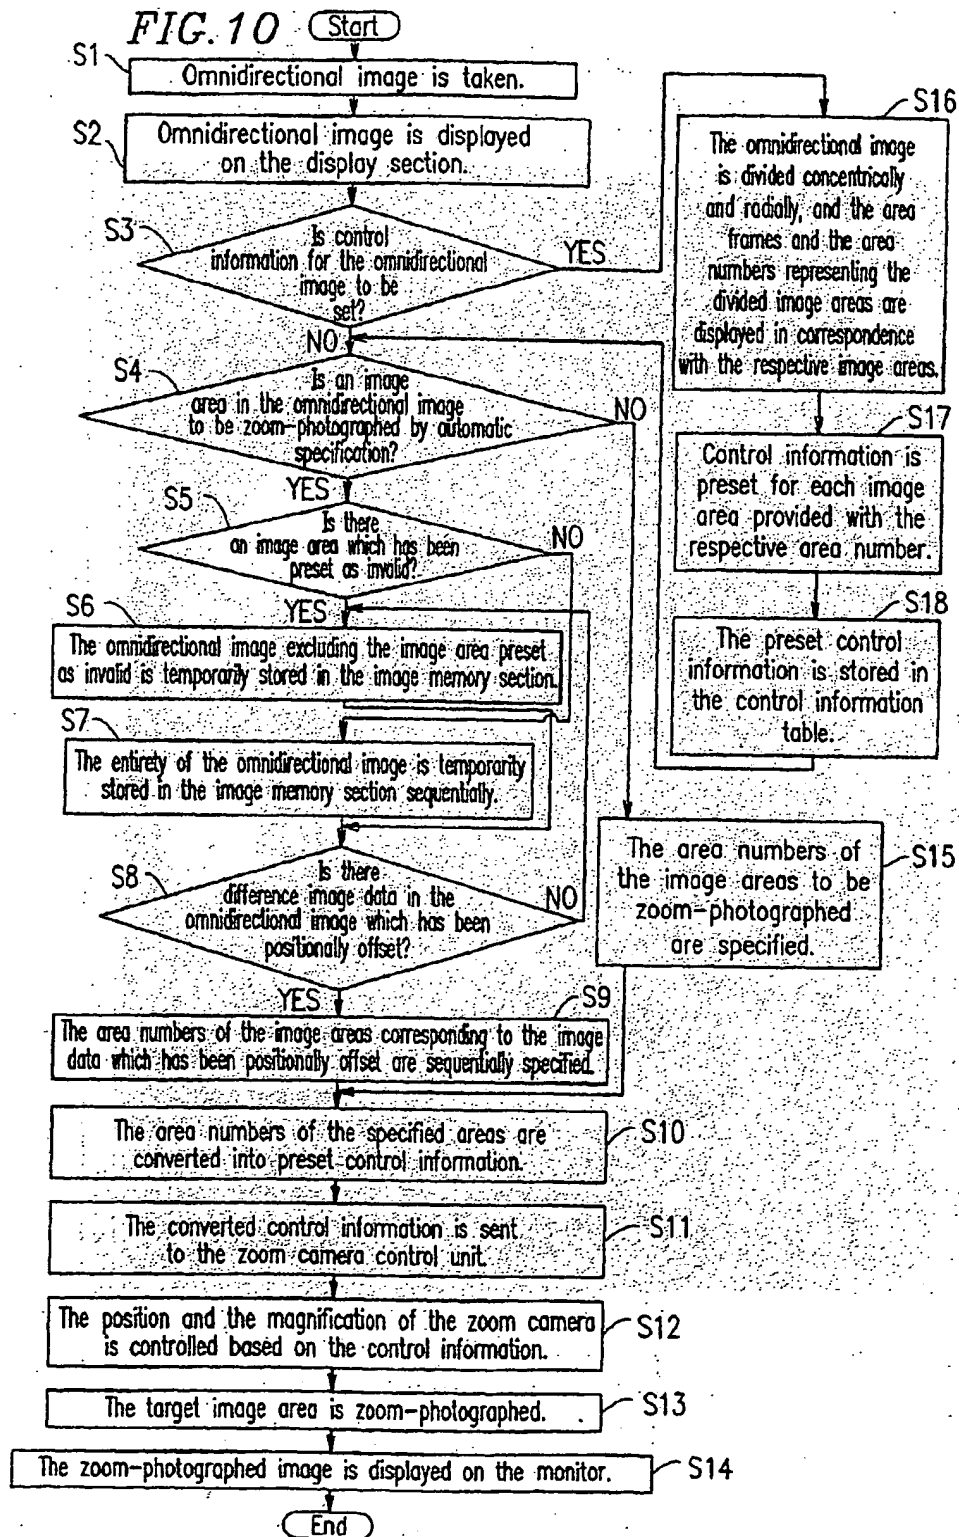 FIG. 10
Start
S1
Omnidirectional image is taken.
S2
Omnidirectional image is displayed
on the display section.
S3
Is control
information for the omnidirectional
image to be
set?
YES
NO
S4
Is an image
area in the omnidirectional image
to be zoom-photographed by automatic
specification?
NO
YES
S5
Is there
an image area which has been
preset as invalid?
NO
YES
S6
The omnidirectional image excluding the image area preset
as invalid is temporarily stored in the image memory section.
S7
The entirety of the omnidirectional image is temporarity
stored in the image memory section sequentially.
S8
Is there
difference image data in the
omnidirectional image which has been
positionally offset?
NO
YES
S9
The area numbers of the image areas corresponding to the image
data which has been positionally offset are sequentially specified.
S10
The area numbers of the specified areas are
converted into preset control information.
S11
The converted control information is sent
to the zoom camera control unit.
S12
The position and the magnification of the zoom camera
is controlled based on the control information.
S13
The target image area is zoom-photographed.
S14
The zoom-photographed image is displayed on the monitor.
End
S15
The area numbers of
the image areas to be
zoom-photographed
are specified.
S16
The omnidirectional image
is divided concentrically
and radially, and the area
frames and the area
numbers representing the
divided image areas are
displayed in correspondence
with the respective image areas.
S17
Control information is
preset for each image
area provided with the
respective area number.
S18
The preset control
information is stored in
the control information
table.